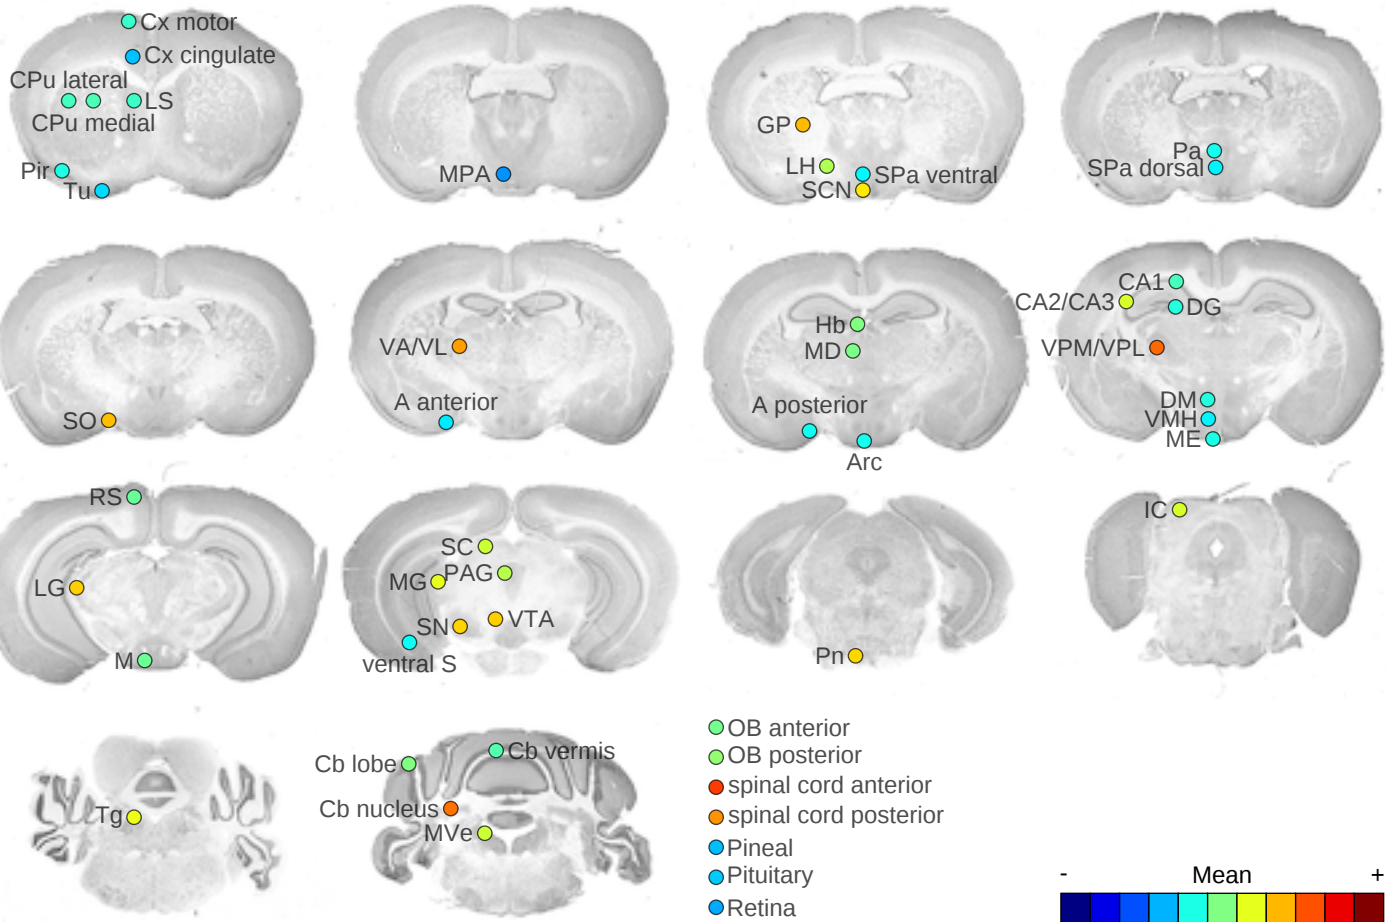 Cx motor
Cx cingulate
CPu lateral
LS
CPu medial
Pir
Tu
MPA
GP
LH
SPa ventral
SCN
Pa
SPa dorsal
SO
VA/VL
A anterior
Hb
MD
A posterior
Arc
CA1
CA2/CA3
DG
VPM/VPL
DM
VMH
ME
RS
LG
M
SC
PAG
MG
VTA
SN
ventral S
Pn
IC
Tg
Cb lobe
Cb vermis
Cb nucleus
MVe
OB anterior
OB posterior
spinal cord anterior
spinal cord posterior
Pineal
Pituitary
Retina
- Mean +